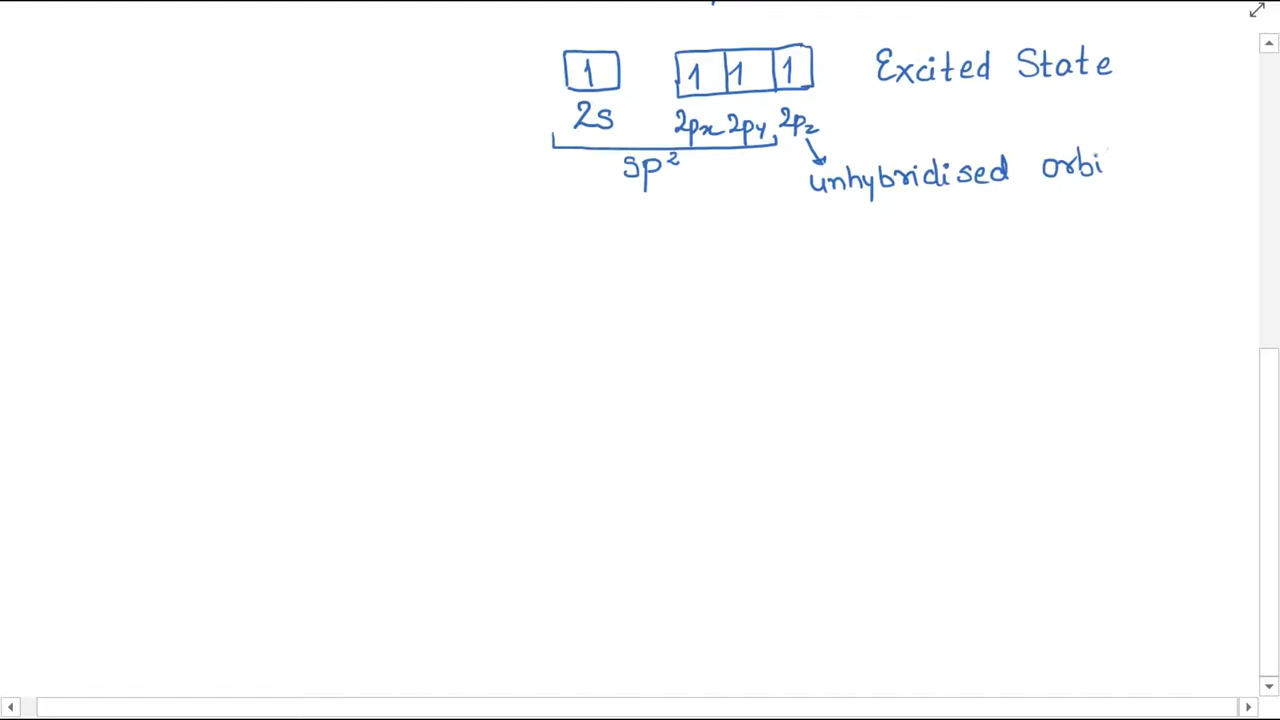 1 1 1 1 Excited State
2s 2px 2py 2pz
sp²
unhybridised orbi